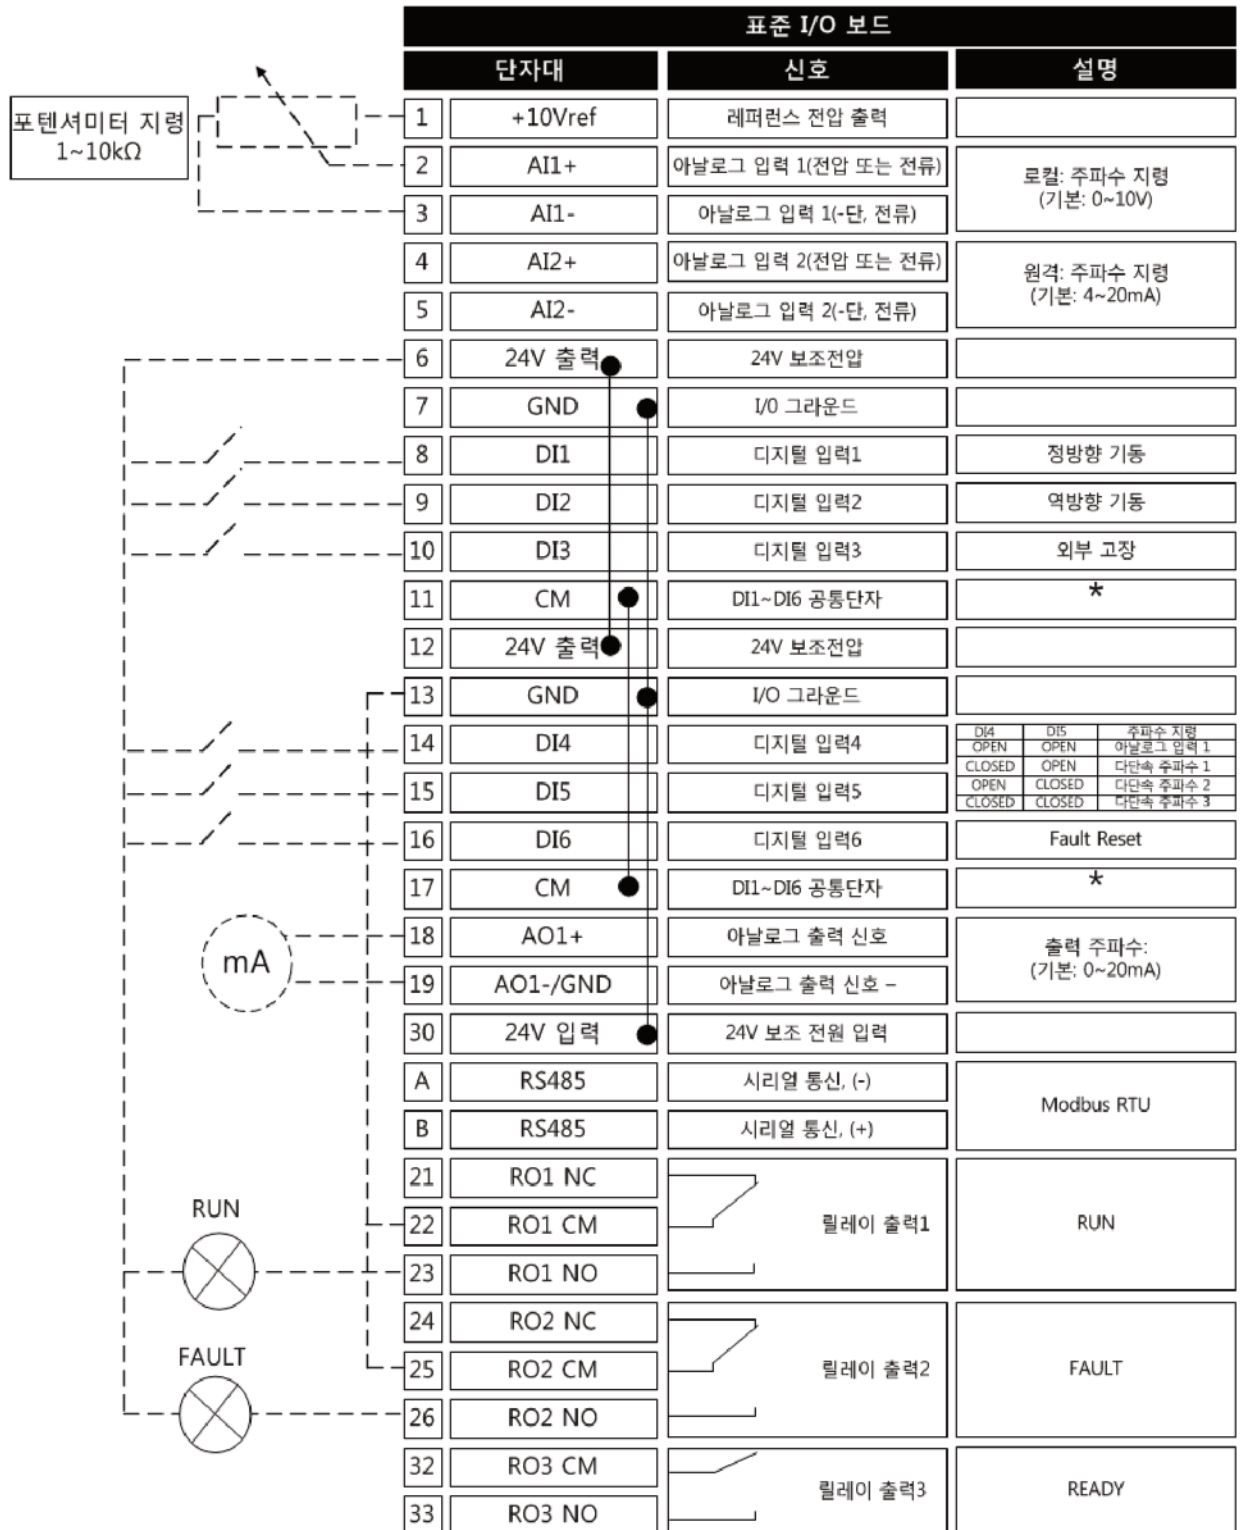 표준 I/O 보드
단자대 신호 설명
포텐셔미터 지령
1~10kΩ
1 +10Vref 레퍼런스 전압 출력
2 AI1+ 아날로그 입력 1(전압 또는 전류)
로컬: 주파수 지령
(기본: 0~10V)
3 AI1- 아날로그 입력 1(-단, 전류)
4 AI2+ 아날로그 입력 2(전압 또는 전류)
원격: 주파수 지령
(기본: 4~20mA)
5 AI2- 아날로그 입력 2(-단, 전류)
6 24V 출력 24V 보조전압
7 GND I/0 그라운드
8 DI1 디지털 입력1 정방향 기동
9 DI2 디지털 입력2 역방향 기동
10 DI3 디지털 입력3 외부 고장
11 CM DI1~DI6 공통단자 *
12 24V 출력 24V 보조전압
13 GND I/O 그라운드
14 DI4 디지털 입력4
DI4 DI5 주파수 지령
OPEN OPEN 아날로그 입력 1
CLOSED OPEN 다단속 주파수 1
OPEN CLOSED 다단속 주파수 2
CLOSED CLOSED 다단속 주파수 3
15 DI5 디지털 입력5
16 DI6 디지털 입력6 Fault Reset
17 CM DI1~DI6 공통단자 *
mA
18 AO1+ 아날로그 출력 신호
출력 주파수:
(기본: 0~20mA)
19 AO1-/GND 아날로그 출력 신호 –
30 24V 입력 24V 보조 전원 입력
A RS485 시리얼 통신, (-)
Modbus RTU
B RS485 시리얼 통신, (+)
21 RO1 NC
RUN
22 RO1 CM 릴레이 출력1 RUN
23 RO1 NO
24 RO2 NC
FAULT
25 RO2 CM 릴레이 출력2 FAULT
26 RO2 NO
32 RO3 CM
릴레이 출력3 READY
33 RO3 NO